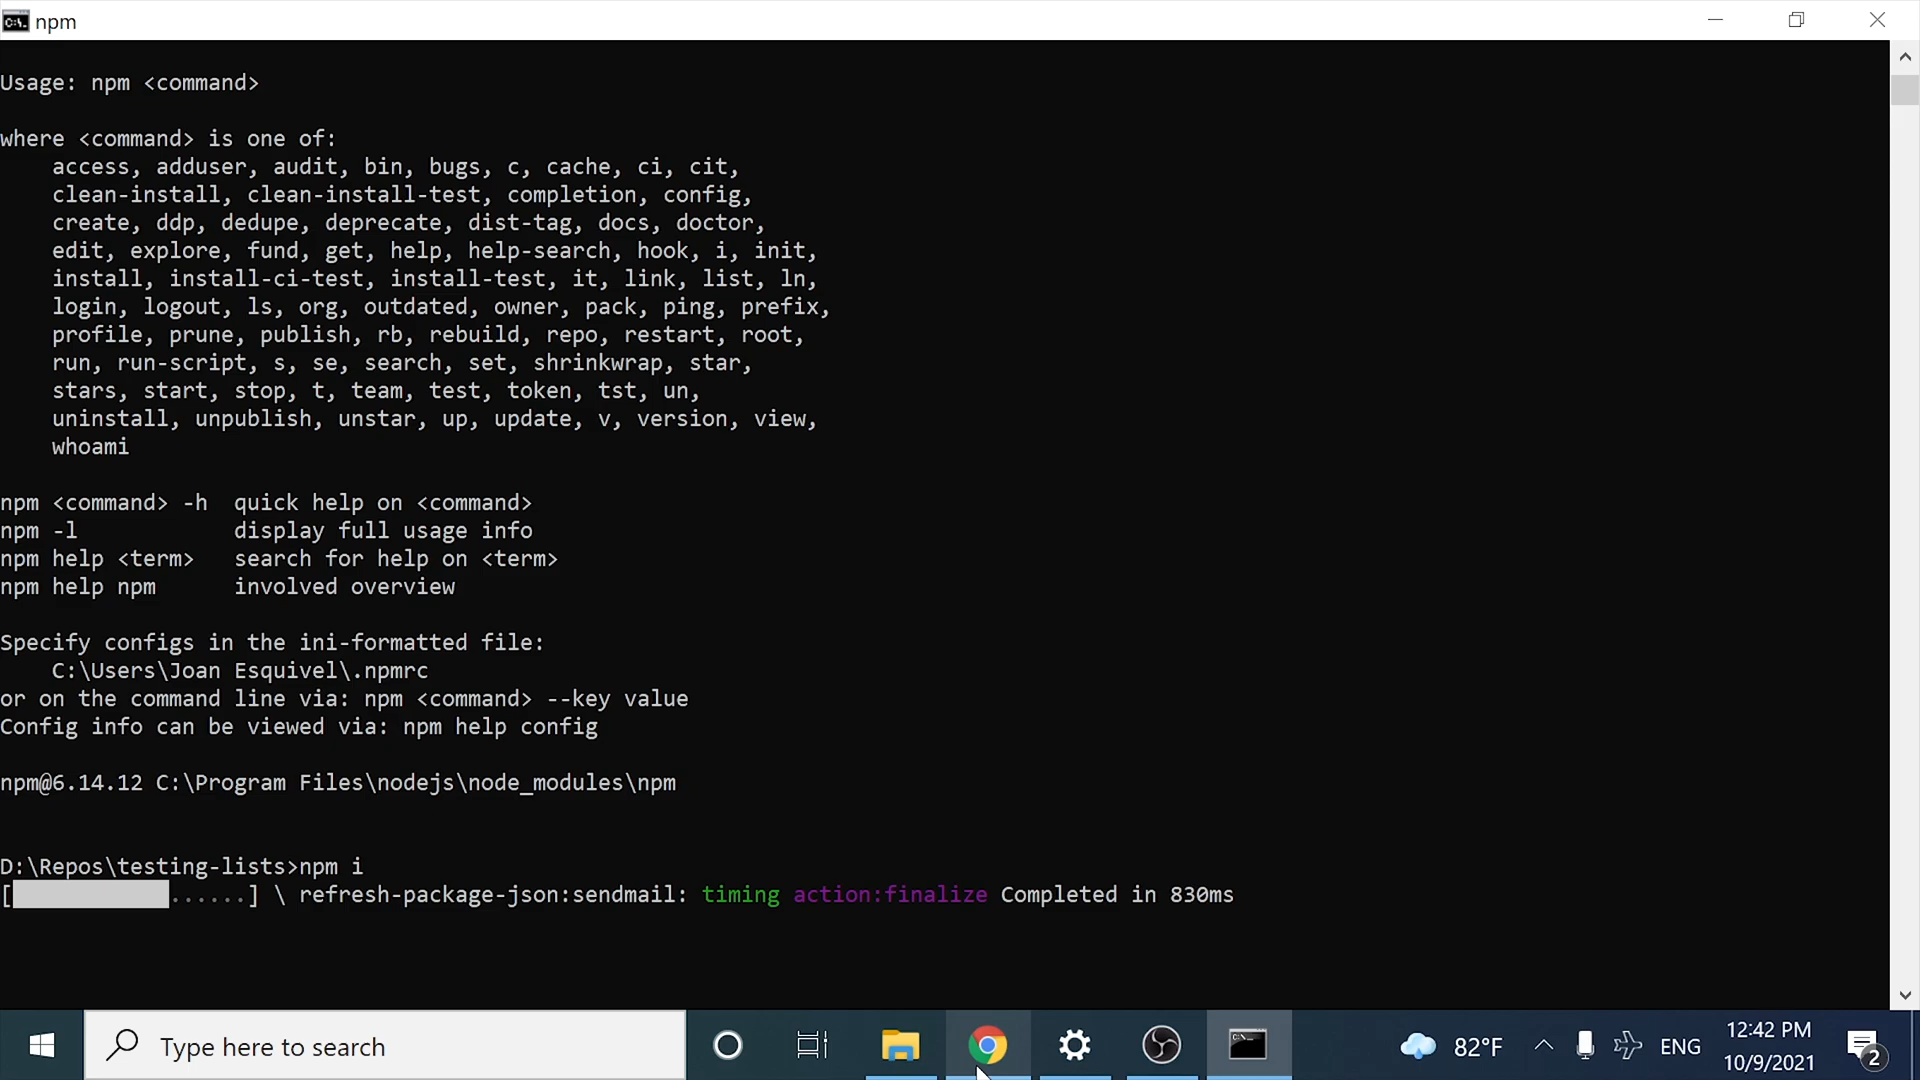 npm
Usage: npm <command>
where <command> is one of:
access, adduser, audit, bin, bugs, c, cache, ci, cit,
clean-install, clean-install-test, completion, config,
create, ddp, dedupe, deprecate, dist-tag, docs, doctor,
edit, explore, fund, get, help, help-search, hook, i, init,
install, install-ci-test, install-test, it, link, list, ln,
login, logout, ls, org, outdated, owner, pack, ping, prefix,
profile, prune, publish, rb, rebuild, repo, restart, root,
run, run-script, s, se, search, set, shrinkwrap, star,
stars, start, stop, t, team, test, token, tst, un,
uninstall, unpublish, unstar, up, update, v, version, view,
whoami
npm <command> -h  quick help on <command>
npm -l            display full usage info
npm help <term>   search for help on <term>
npm help npm      involved overview
Specify configs in the ini-formatted file:
C:\Users\Joan Esquivel\.npmrc
or on the command line via: npm <command> --key value
Config info can be viewed via: npm help config
npm@6.14.12 C:\Program Files\nodejs\node_modules\npm
D:\Repos\testing-lists>npm i
[            ......] \ refresh-package-json:sendmail: timing action:finalize Completed in 830ms
Type here to search
82°F
ENG
12:42 PM
10/9/2021
2